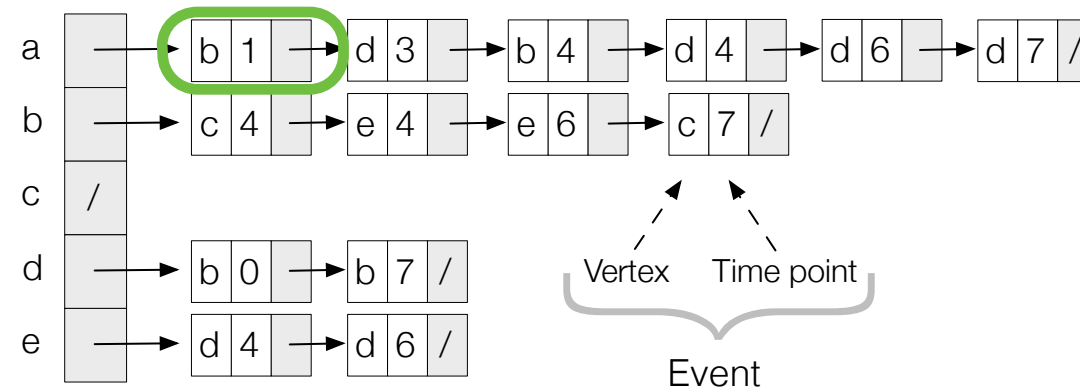 a b 1 d 3 b 4 d 4 d 6 d 7 /
b c 4 e 4 e 6 c 7 /
c /
d b 0 b 7 /
Vertex Time point
e d 4 d 6 /
Event